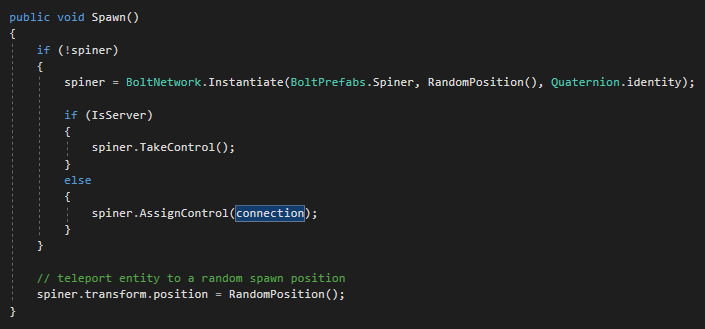 public void Spawn()
{
if (!spiner)
{
spiner = BoltNetwork.Instantiate(BoltPrefabs.Spiner, RandomPosition(), Quaternion.identity);
if (IsServer)
{
spiner.TakeControl();
}
else
{
spiner.AssignControl(connection);
}
}
// teleport entity to a random spawn position
spiner.transform.position = RandomPosition();
}